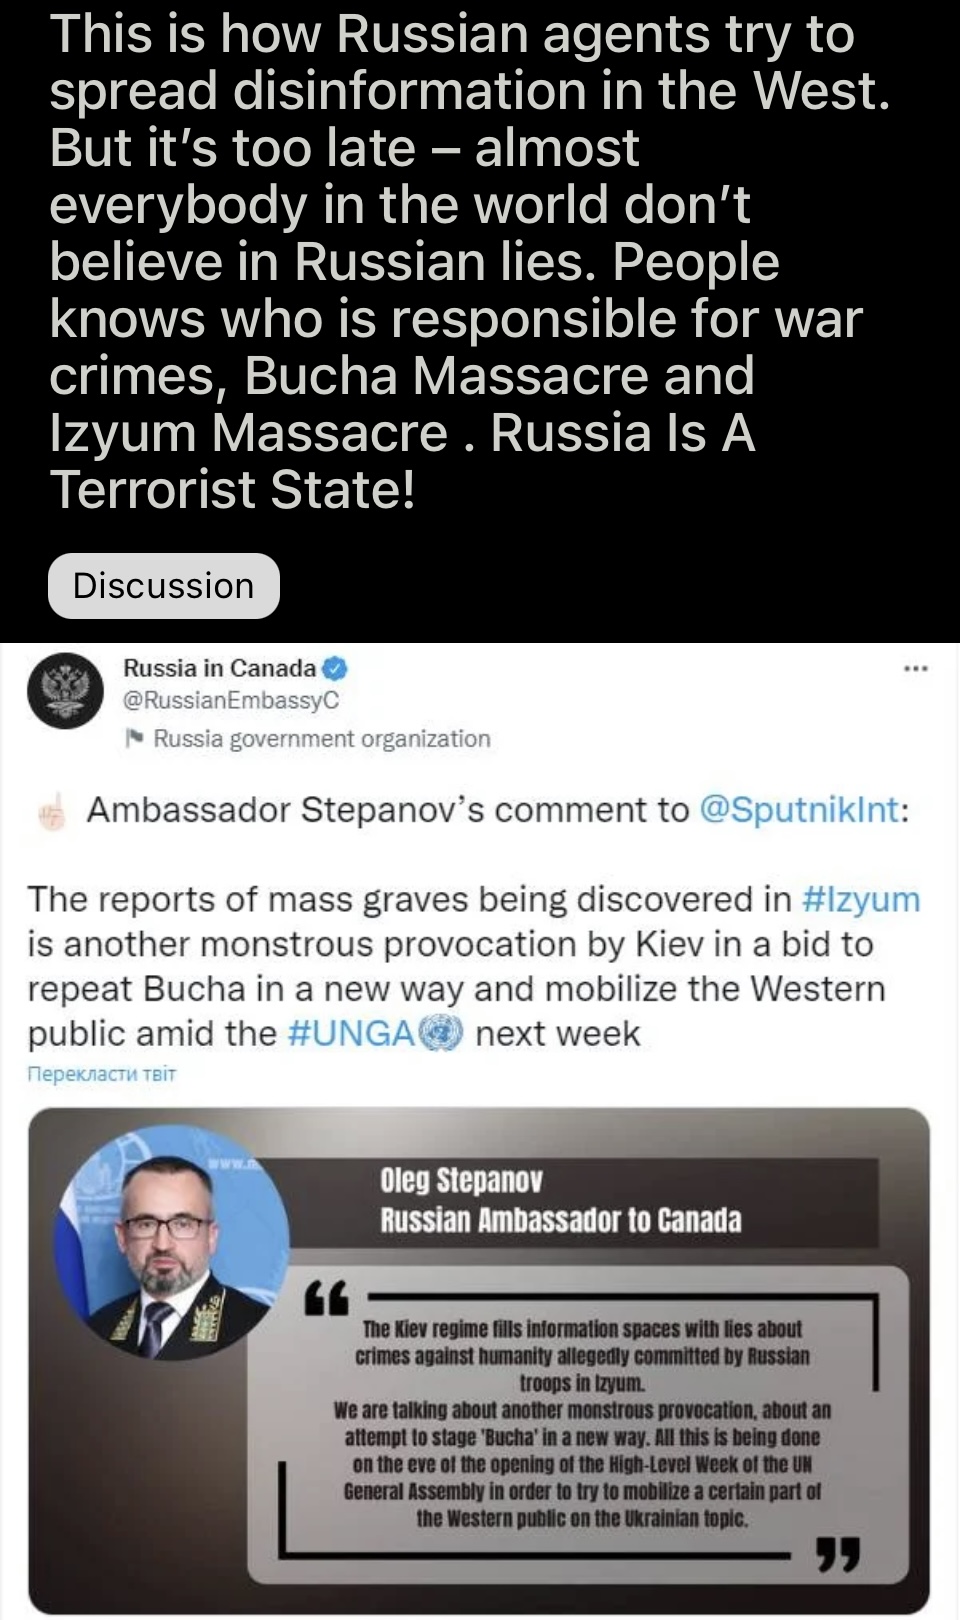 This is how Russian agents try to
spread disinformation in the West.
But it’s too late – almost
everybody in the world don’t
believe in Russian lies. People
knows who is responsible for war
crimes, Bucha Massacre and
Izyum Massacre . Russia Is A
Terrorist State!
Discussion
Russia in Canada
@RussianEmbassyC
Russia government organization
☝🏻 Ambassador Stepanov’s comment to @SputnikInt:
The reports of mass graves being discovered in #Izyum
is another monstrous provocation by Kiev in a bid to
repeat Bucha in a new way and mobilize the Western
public amid the #UNGA🇺🇳 next week
Перекласти твіт
www.m
Oleg Stepanov
Russian Ambassador to Canada
“
The Kiev regime fills information spaces with lies about
crimes against humanity allegedly committed by Russian
troops in Izyum.
We are talking about another monstrous provocation, about an
attempt to stage 'Bucha' in a new way. All this is being done
on the eve of the opening of the High-Level Week of the UN
General Assembly in order to try to mobilize a certain part of
the Western public on the Ukrainian topic.
”